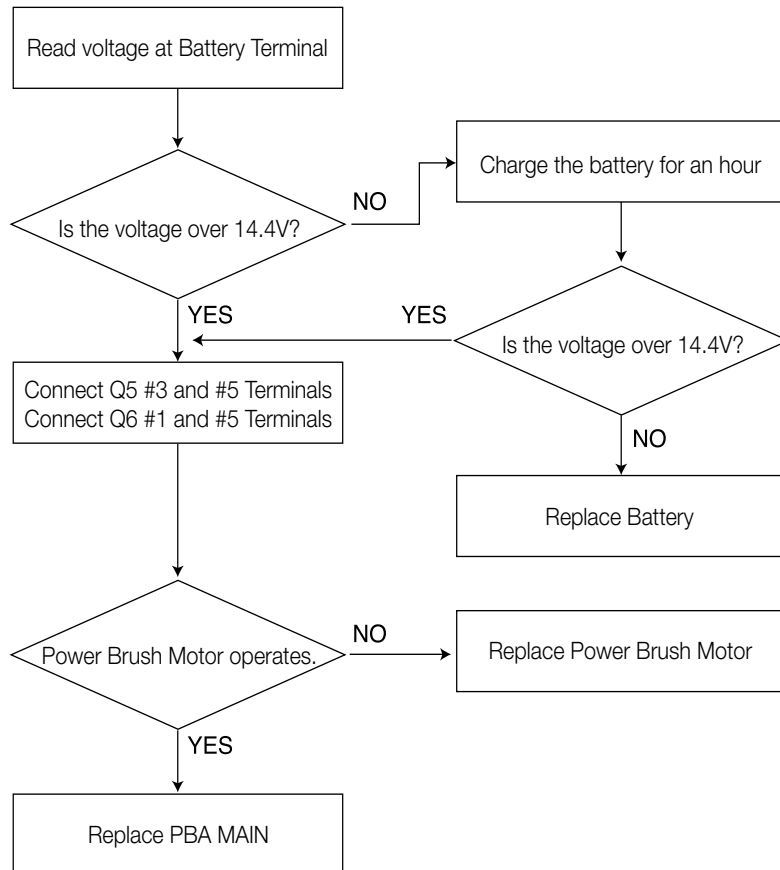 Read voltage at Battery Terminal
Charge the battery for an hour
NO
Is the voltage over 14.4V?
YES
YES
Is the voltage over 14.4V?
Connect Q5 #3 and #5 Terminals
Connect Q6 #1 and #5 Terminals
NO
Replace Battery
NO
Power Brush Motor operates.
Replace Power Brush Motor
YES
Replace PBA MAIN